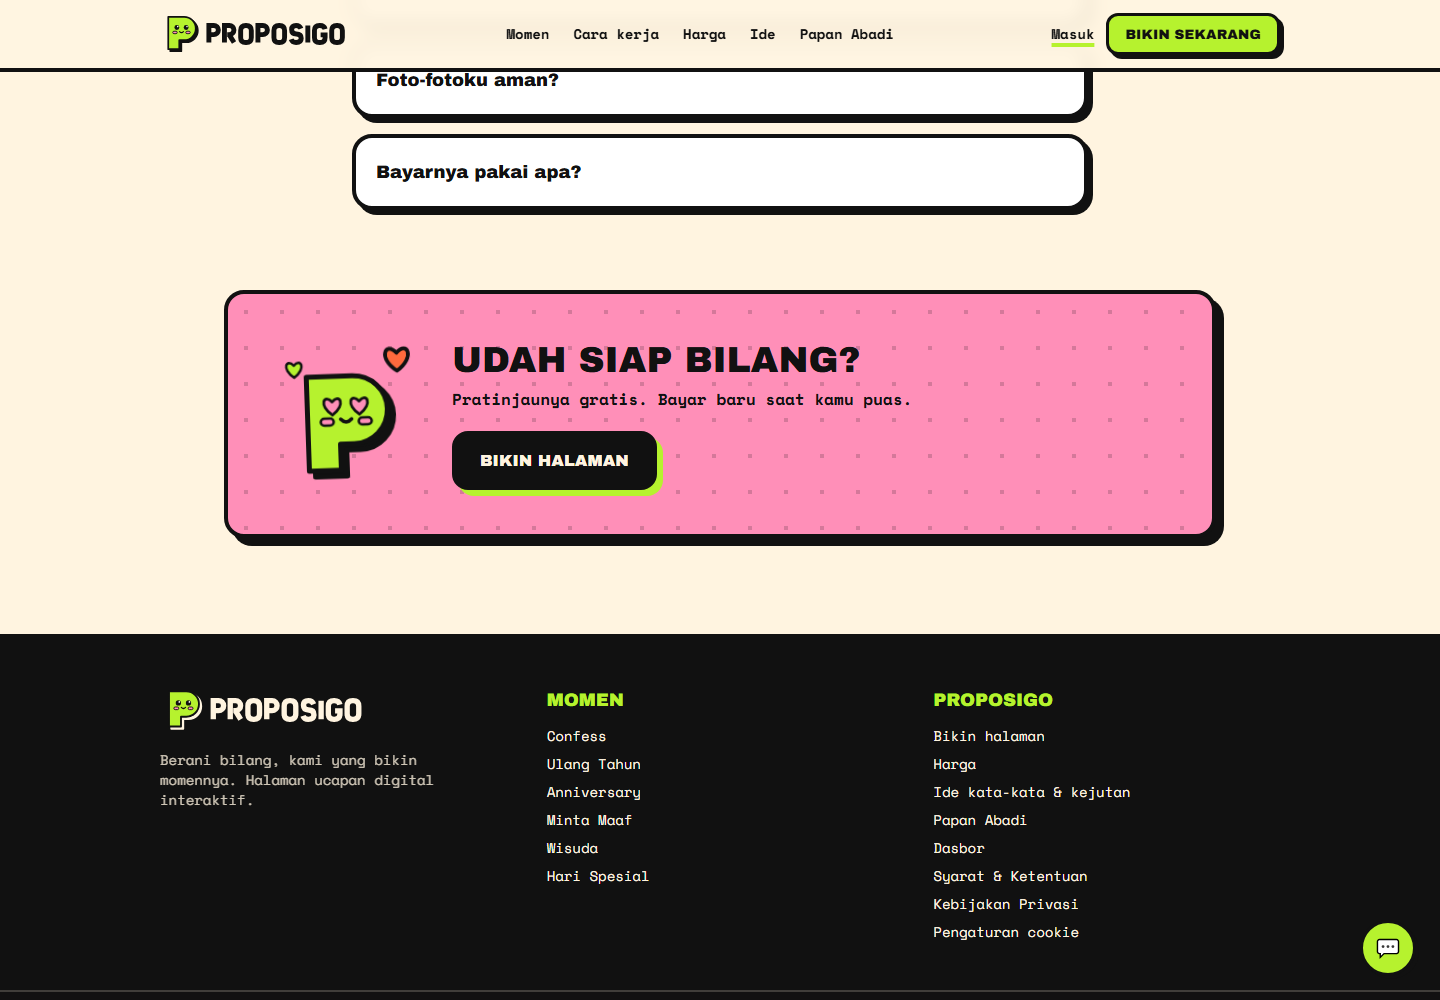 PROPOSIGO
Momen Cara kerja Harga Ide Papan Abadi
Masuk BIKIN SEKARANG
Foto-fotoku aman?
Bayarnya pakai apa?
UDAH SIAP BILANG?
Pratinjaunya gratis. Bayar baru saat kamu puas.
BIKIN HALAMAN
PROPOSIGO
Berani bilang, kami yang bikin
momennya. Halaman ucapan digital
interaktif.
MOMEN
Confess
Ulang Tahun
Anniversary
Minta Maaf
Wisuda
Hari Spesial
PROPOSIGO
Bikin halaman
Harga
Ide kata-kata & kejutan
Papan Abadi
Dasbor
Syarat & Ketentuan
Kebijakan Privasi
Pengaturan cookie